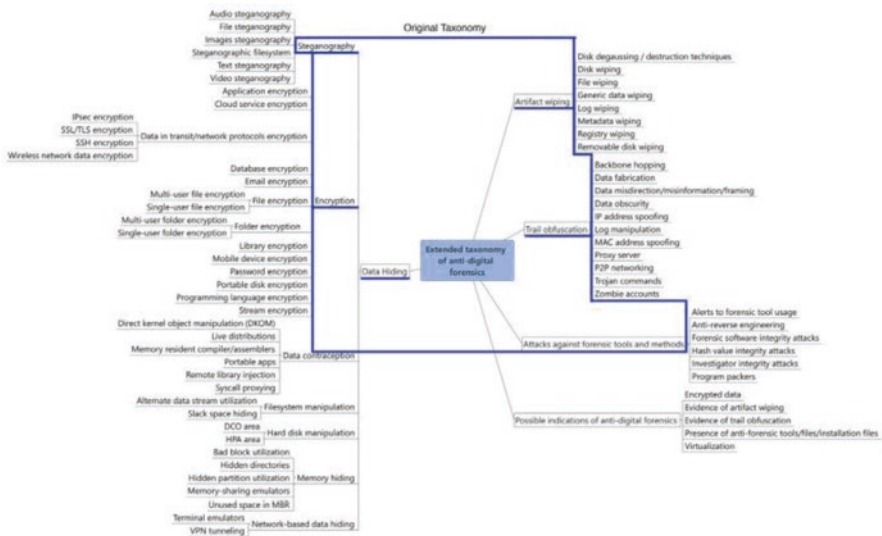 Original Taxonomy
Audio steganography
File steganography
Images steganography
Steganographic filesystem
Text steganography
Video steganography
Steganography
Application encryption
Cloud service encryption
IPsec encryption
SSL/TLS encryption
SSH encryption
Wireless network data encryption
Data in transit/network protocols encryption
Database encryption
Email encryption
Multi-user file encryption
Single-user file encryption
File encryption
Multi-user folder encryption
Single-user folder encryption
Folder encryption
Library encryption
Mobile device encryption
Password encryption
Portable disk encryption
Programming language encryption
Stream encryption
Encryption
Direct kernel object manipulation (DKOM)
Live distributions
Memory resident compiler/assemblers
Portable apps
Remote library injection
Syscall proxying
Data contraception
Alternate data stream utilization
Slack space hiding
Filesystem manipulation
DCO area
HPA area
Hard disk manipulation
Bad block utilization
Hidden directories
Hidden partition utilization
Memory-sharing emulators
Unused space in MBR
Memory hiding
Terminal emulators
VPN tunneling
Network-based data hiding
Data Hiding
Extended taxonomy
of anti-digital
forensics
Artifact wiping
Disk degaussing / destruction techniques
Disk wiping
File wiping
Generic data wiping
Log wiping
Metadata wiping
Registry wiping
Removable disk wiping
Trail obfuscation
Backbone hopping
Data fabrication
Data misdirection/misinformation/framing
Data obscurity
IP address spoofing
Log manipulation
MAC address spoofing
Proxy server
P2P networking
Trojan commands
Zombie accounts
Attacks against forensic tools and methods
Alerts to forensic tool usage
Anti-reverse engineering
Forensic software integrity attacks
Hash value integrity attacks
Investigator integrity attacks
Program packers
Possible indications of anti-digital forensics
Encrypted data
Evidence of artifact wiping
Evidence of trail obfuscation
Presence of anti-forensic tools/files/installation files
Virtualization